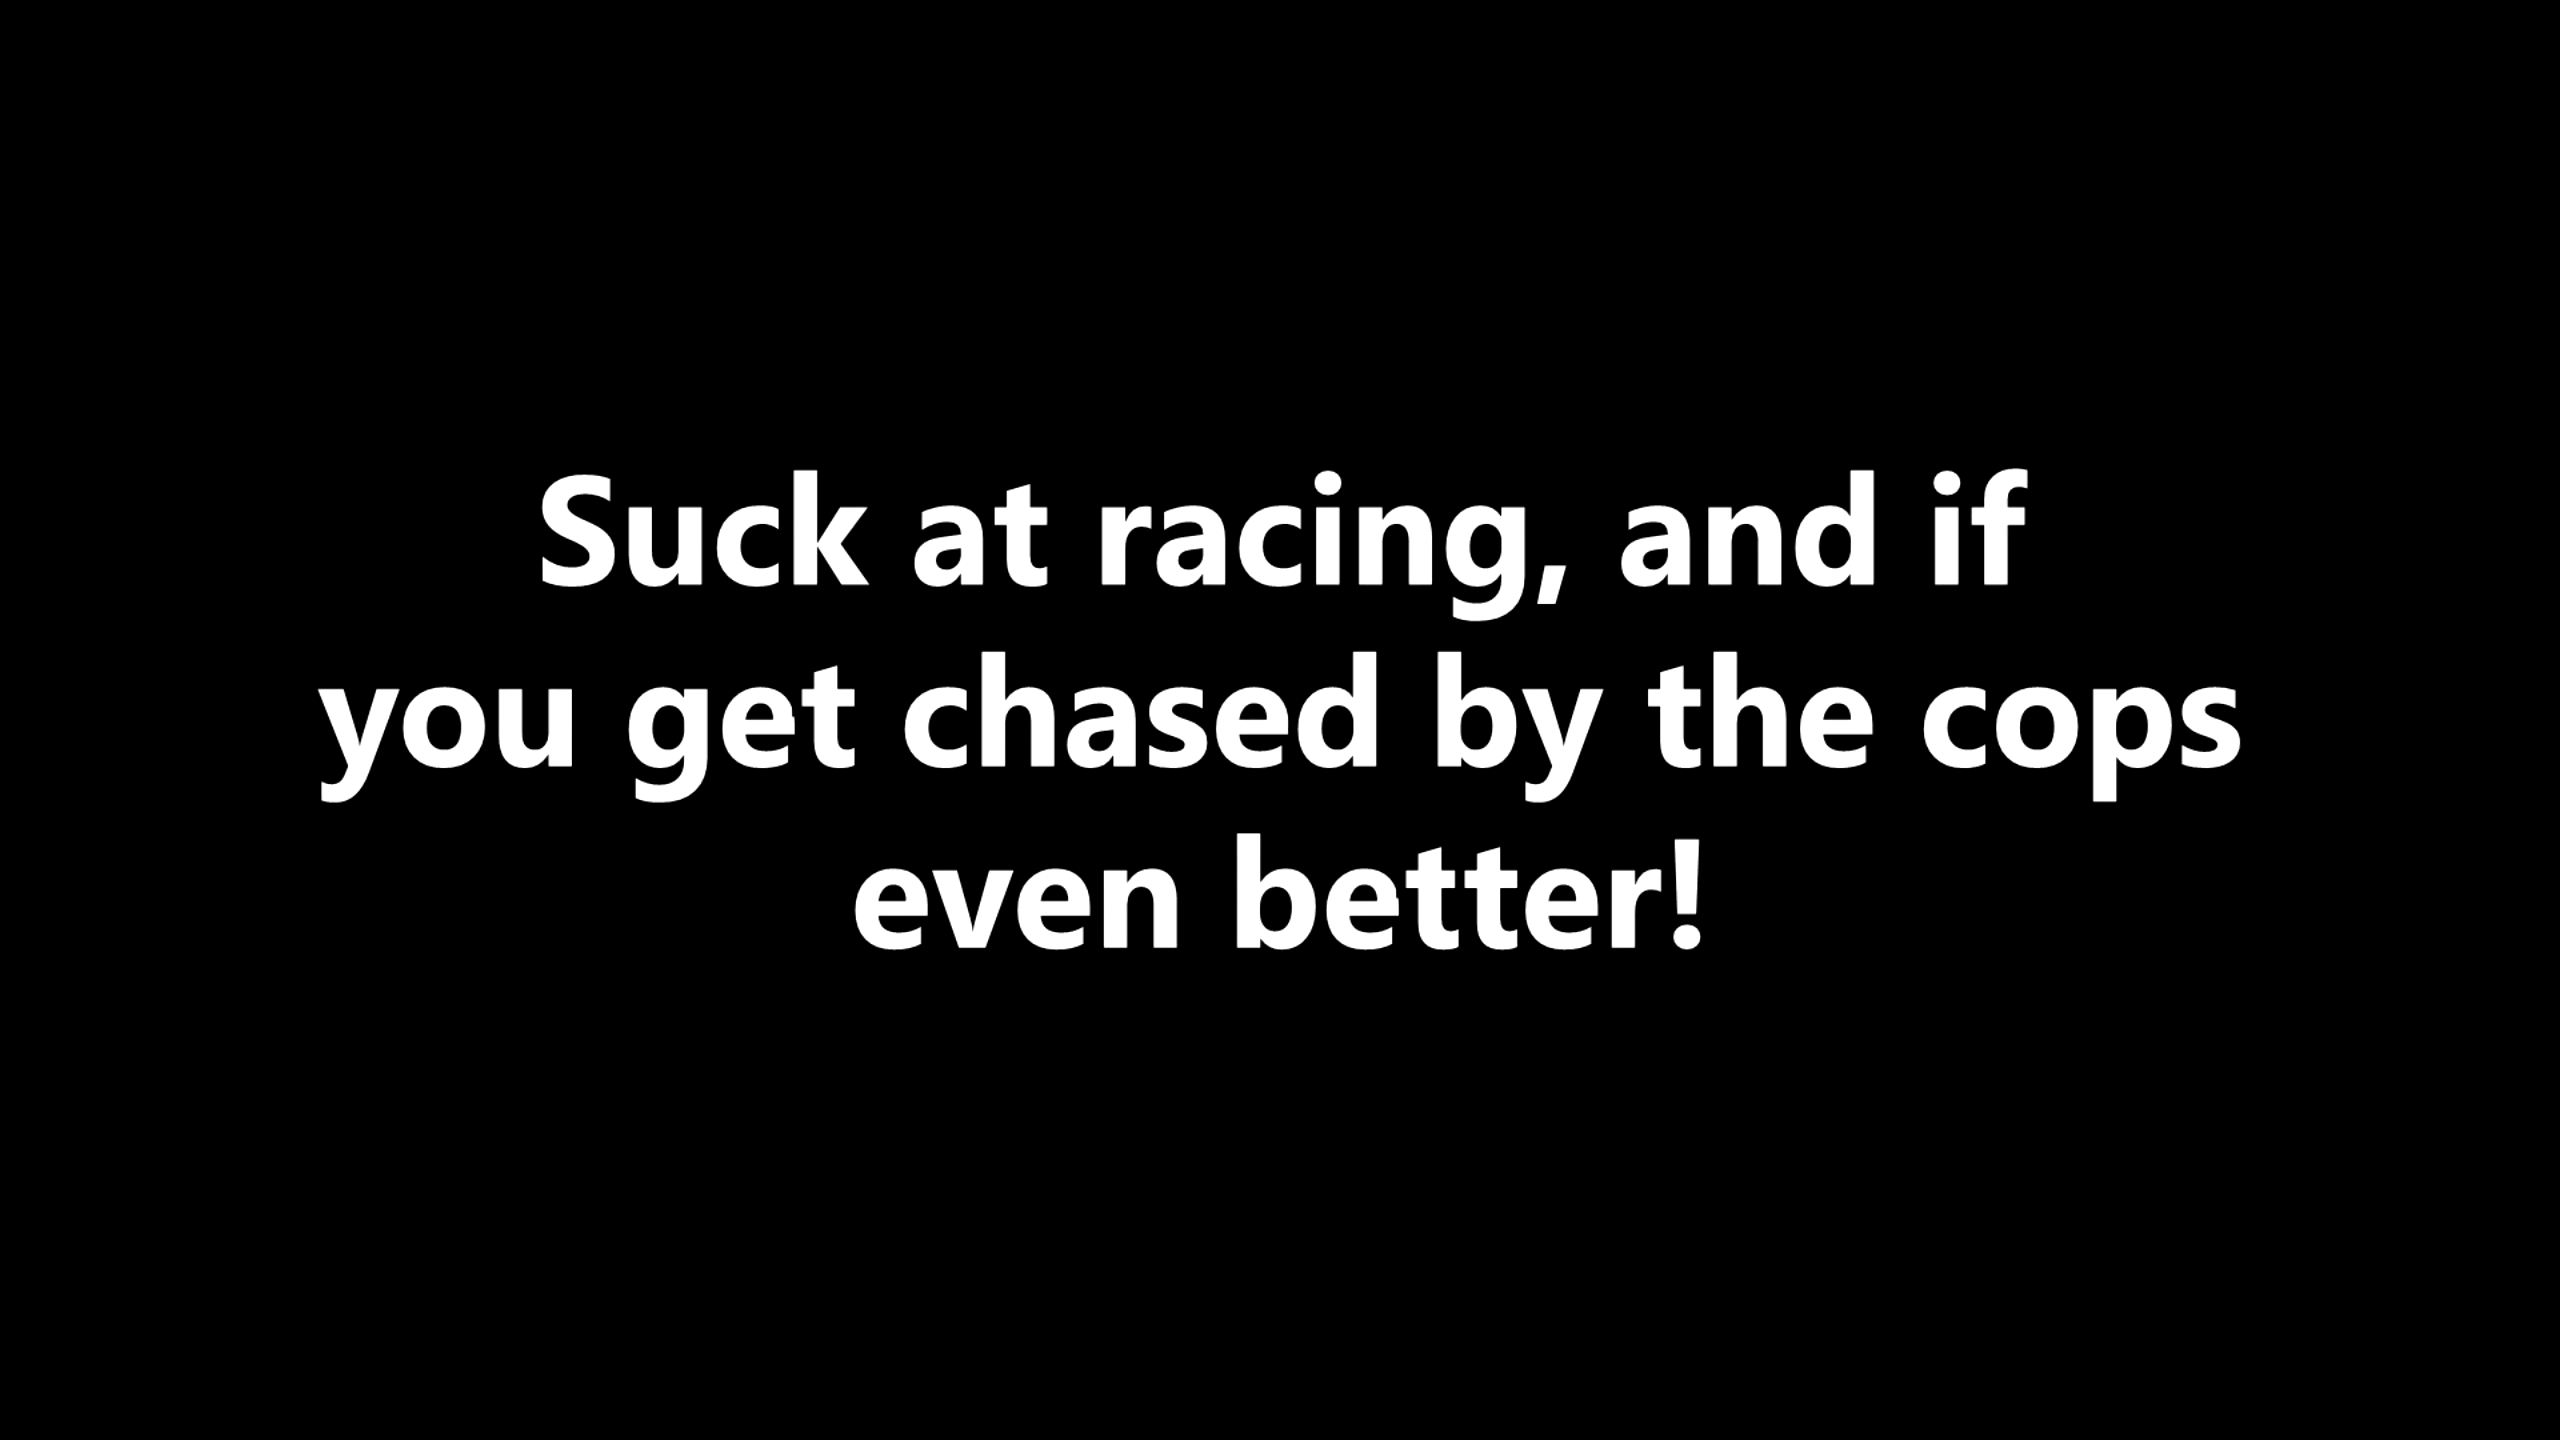 Suck at racing, and if
you get chased by the cops
even better!